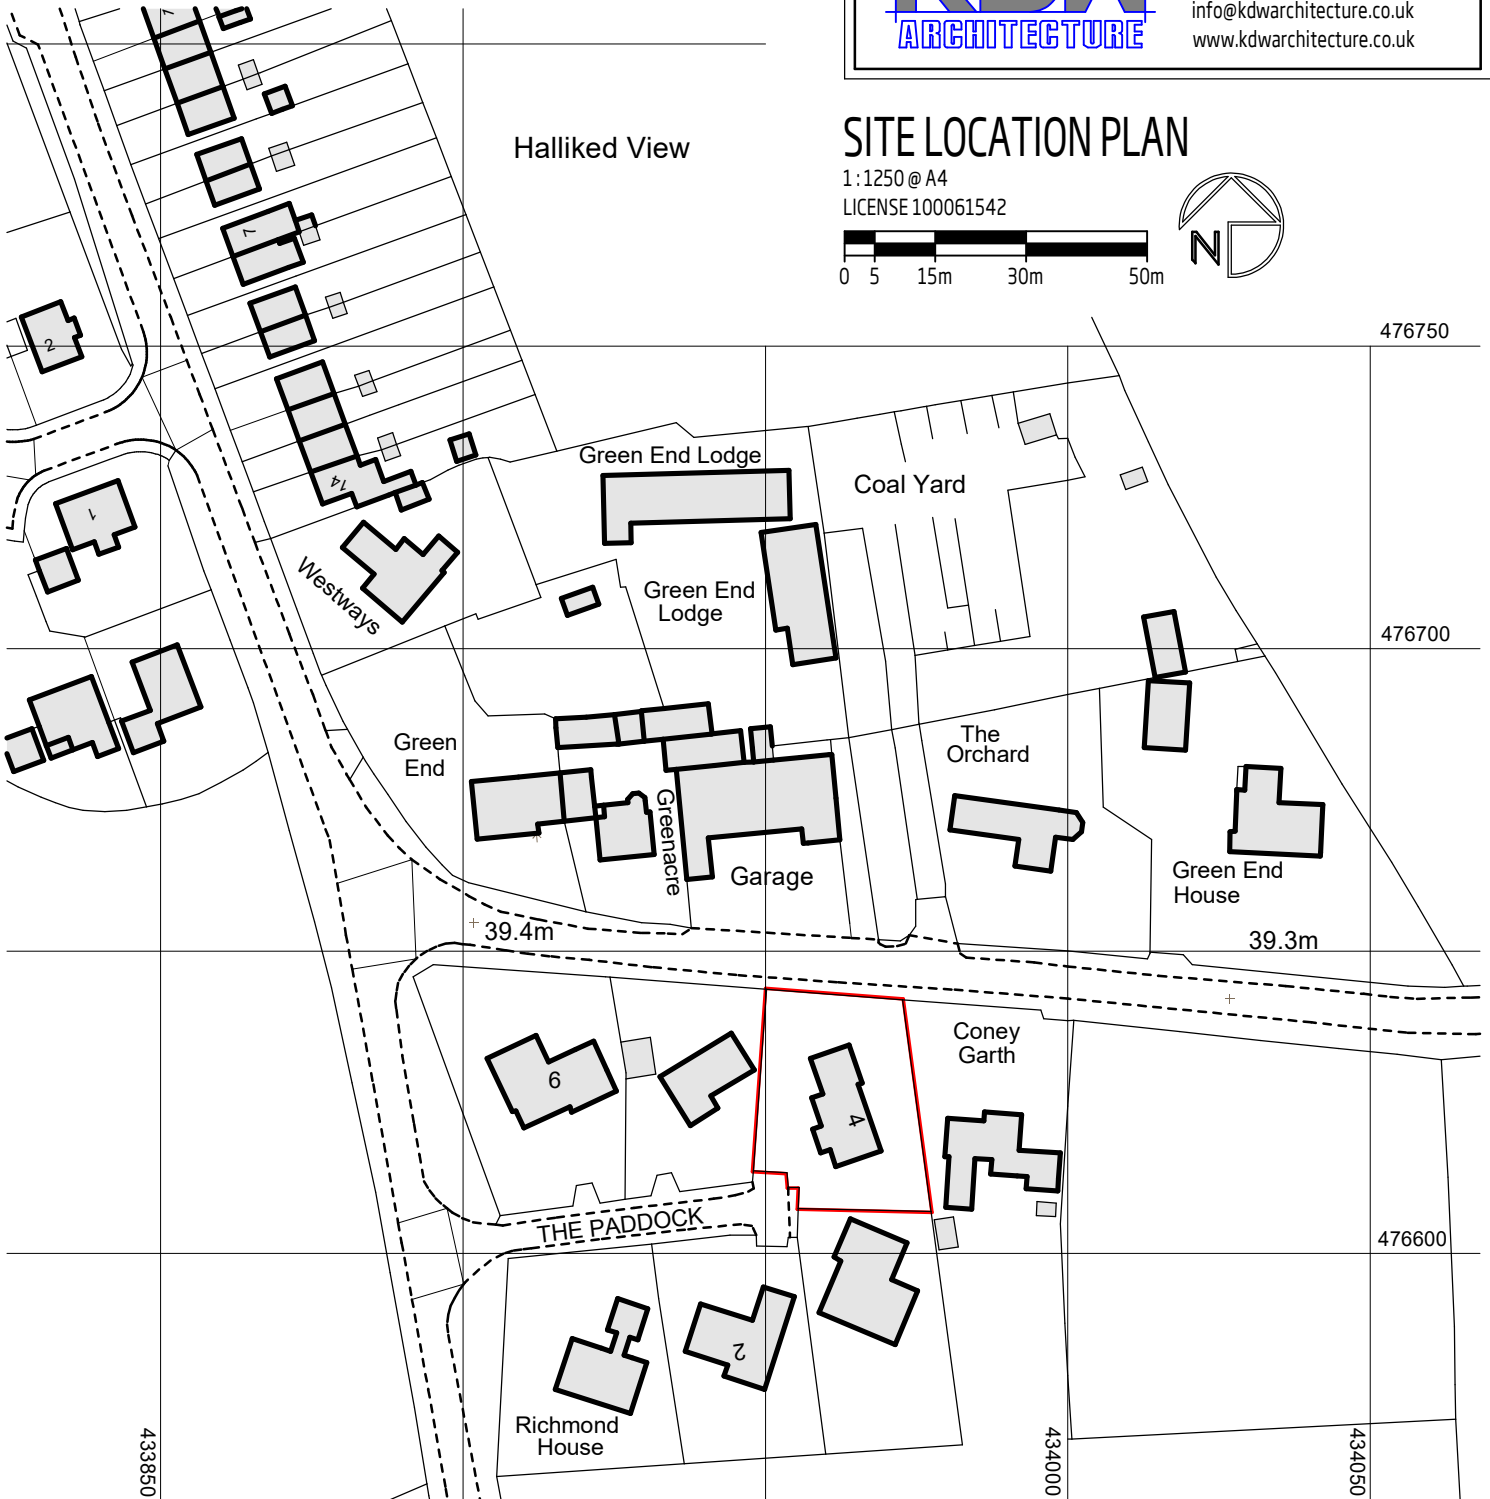 info@kdwarchitecture.co.uk
ARCHITECTURE
www.kdwarchitecture.co.uk
SITE LOCATION PLAN
1:1250 @ A4
LICENSE 100061542
0 5 15m 30m 50m
N
Halliked View
7
2
476750
Green End Lodge
Coal Yard
14
1
Westways
Green End
Lodge
476700
Green
End
The
Orchard
Greenacre
Garage
Green End
House
39.4m
39.3m
Coney
Garth
6
4
THE PADDOCK
476600
2
Richmond
House
433850
434000
434050